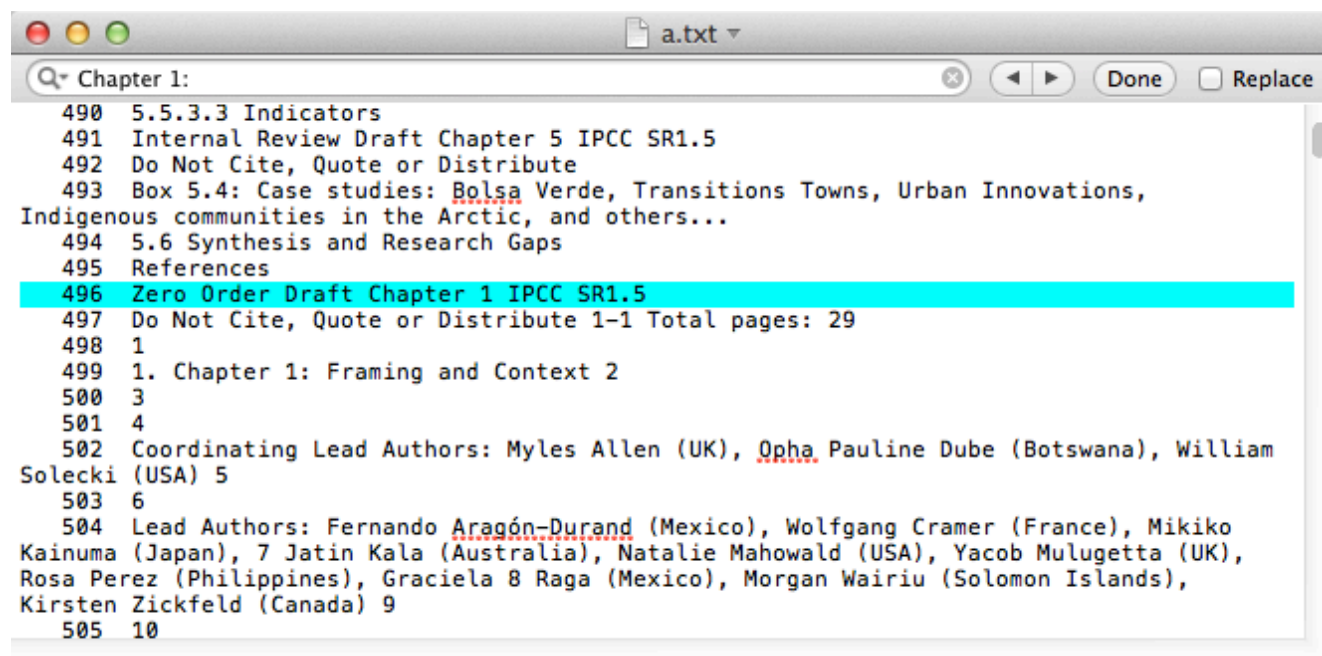 a.txt
Chapter 1:
Done
Replace
490 5.5.3.3 Indicators
491 Internal Review Draft Chapter 5 IPCC SR1.5
492 Do Not Cite, Quote or Distribute
493 Box 5.4: Case studies: Bolsa Verde, Transitions Towns, Urban Innovations,
Indigenous communities in the Arctic, and others...
494 5.6 Synthesis and Research Gaps
495 References
496 Zero Order Draft Chapter 1 IPCC SR1.5
497 Do Not Cite, Quote or Distribute 1-1 Total pages: 29
498 1
499 1. Chapter 1: Framing and Context 2
500 3
501 4
502 Coordinating Lead Authors: Myles Allen (UK), Opha Pauline Dube (Botswana), William
Solecki (USA) 5
503 6
504 Lead Authors: Fernando Aragón-Durand (Mexico), Wolfgang Cramer (France), Mikiko
Kainuma (Japan), 7 Jatin Kala (Australia), Natalie Mahowald (USA), Yacob Mulugetta (UK),
Rosa Perez (Philippines), Graciela 8 Raga (Mexico), Morgan Wairiu (Solomon Islands),
Kirsten Zickfeld (Canada) 9
505 10